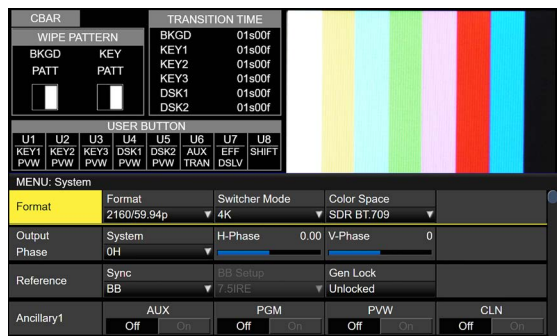 CBAR
WIPE PATTERN
BKGD KEY
PATT PATT
TRANSITION TIME
BKGD 01s00f
KEY1 01s00f
KEY2 01s00f
KEY3 01s00f
DSK1 01s00f
DSK2 01s00f
USER BUTTON
U1 U2 U3 U4 U5 U6 U7 U8
KEY1 KEY2 KEY3 DSK1 DSK2 AUX EFF SHIFT
PVW PVW PVW PVW PVW TRAN DSLV
MENU: System
Format
Format Switcher Mode Color Space
2160/59.94p 4K SDR BT.709
Output Phase
System H-Phase 0.00 V-Phase 0
0H
Reference
Sync BB Setup Gen Lock
BB 7.5IRE Unlocked
Ancillary1
AUX PGM PVW CLN
Off On Off On Off On Off On